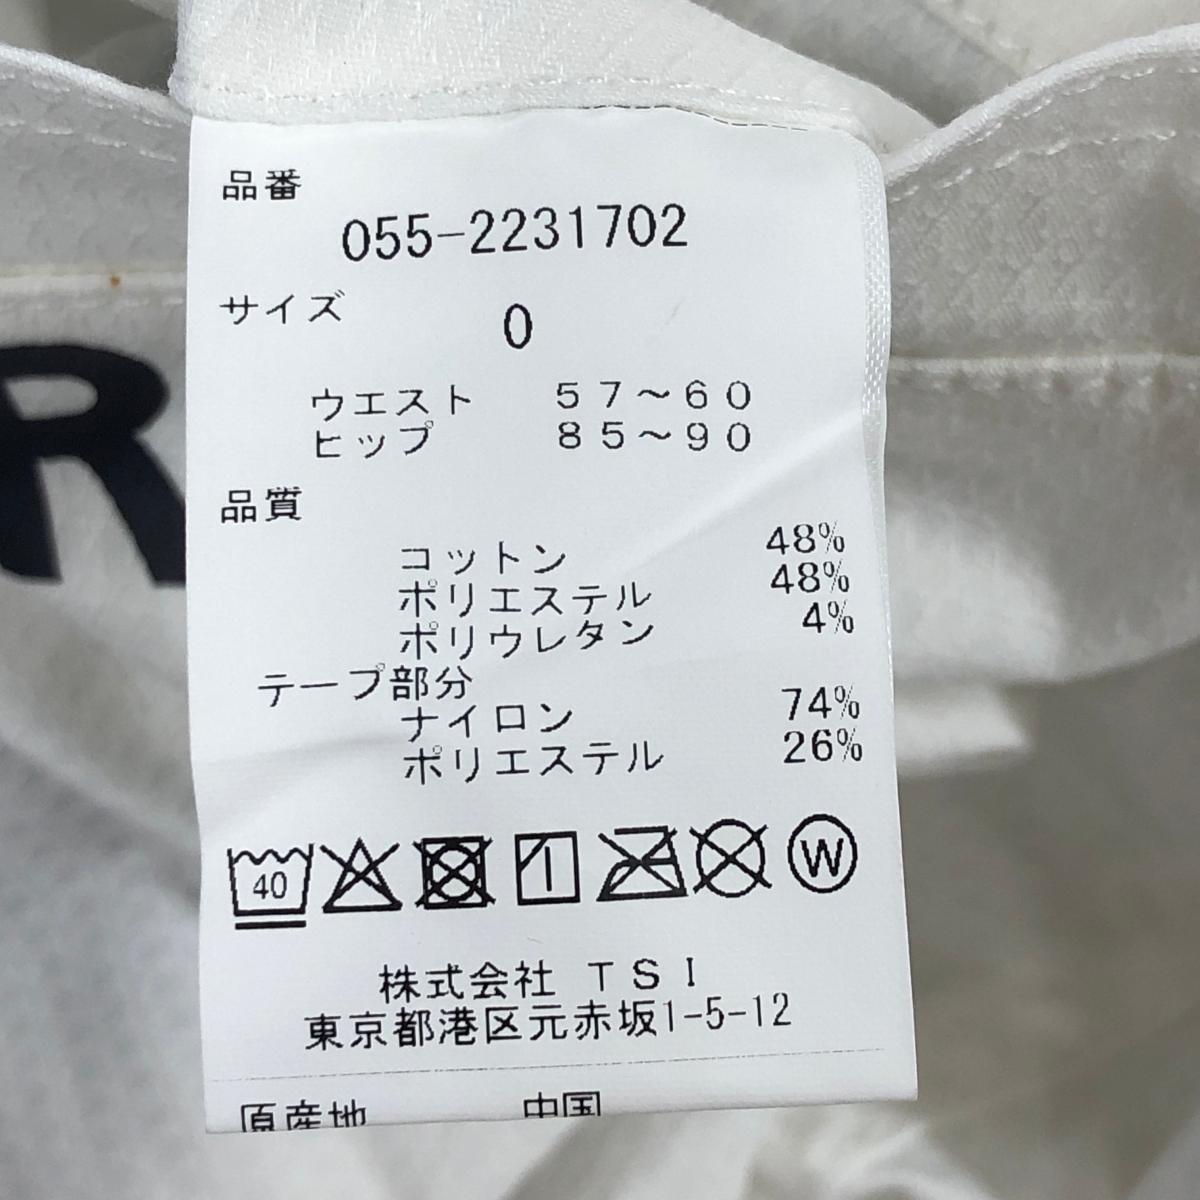 品番
055-2231702
サイズ
0
ウエスト 57～60
ヒップ 85～90
品質
コットン 48%
ポリエステル 48%
ポリウレタン 4%
テープ部分
ナイロン 74%
ポリエステル 26%
40
W
株式会社 TSI
東京都港区元赤坂1-5-12
原産地 中国
R